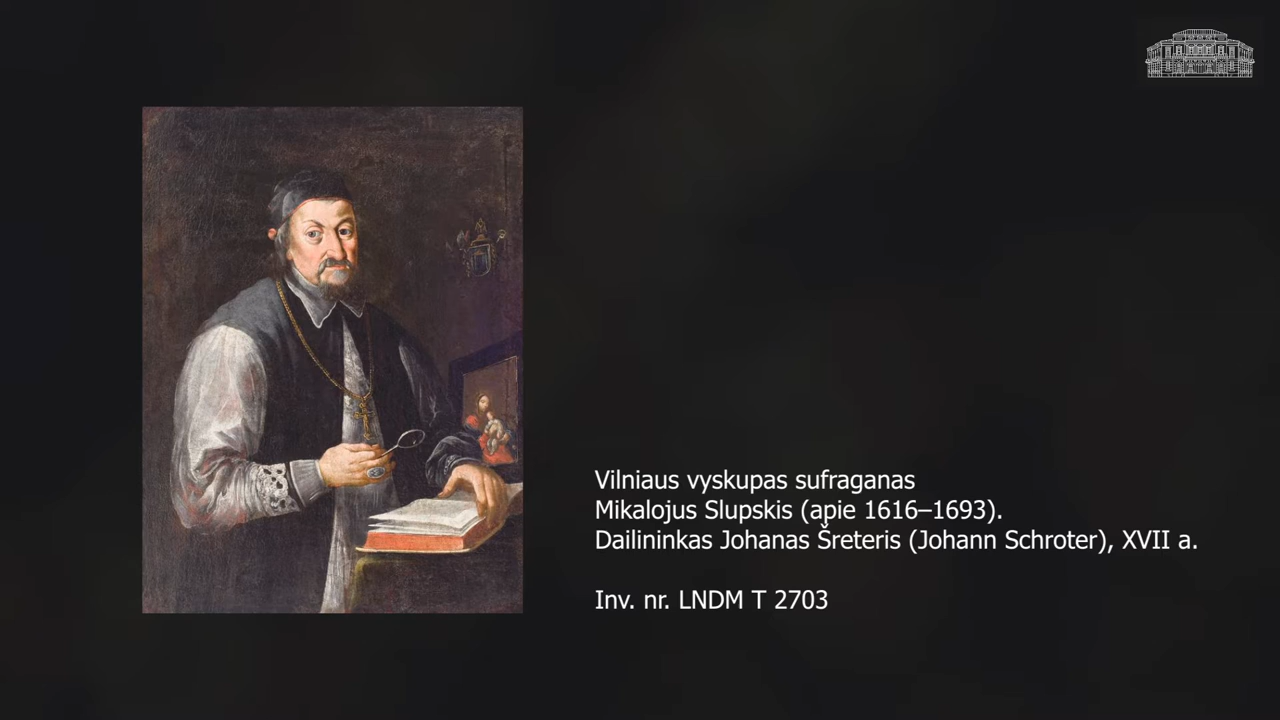 Vilniaus vyskupas sufraganas
Mikalojus Slupskis (apie 1616–1693).
Dailininkas Johanas Šreteris (Johann Schroter), XVII a.
Inv. nr. LNDM T 2703